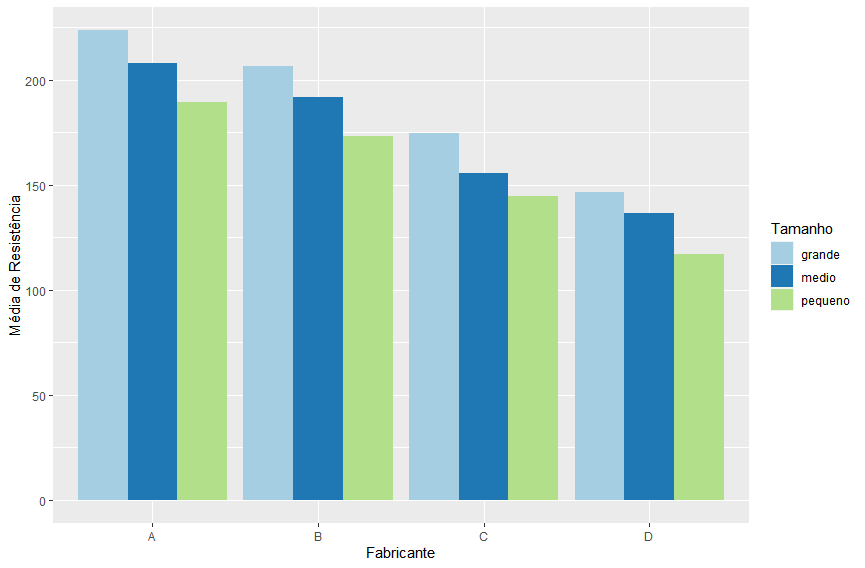 Média de Resistência
200
150
100
50
0
A B C D
Fabricante
Tamanho
grande
medio
pequeno